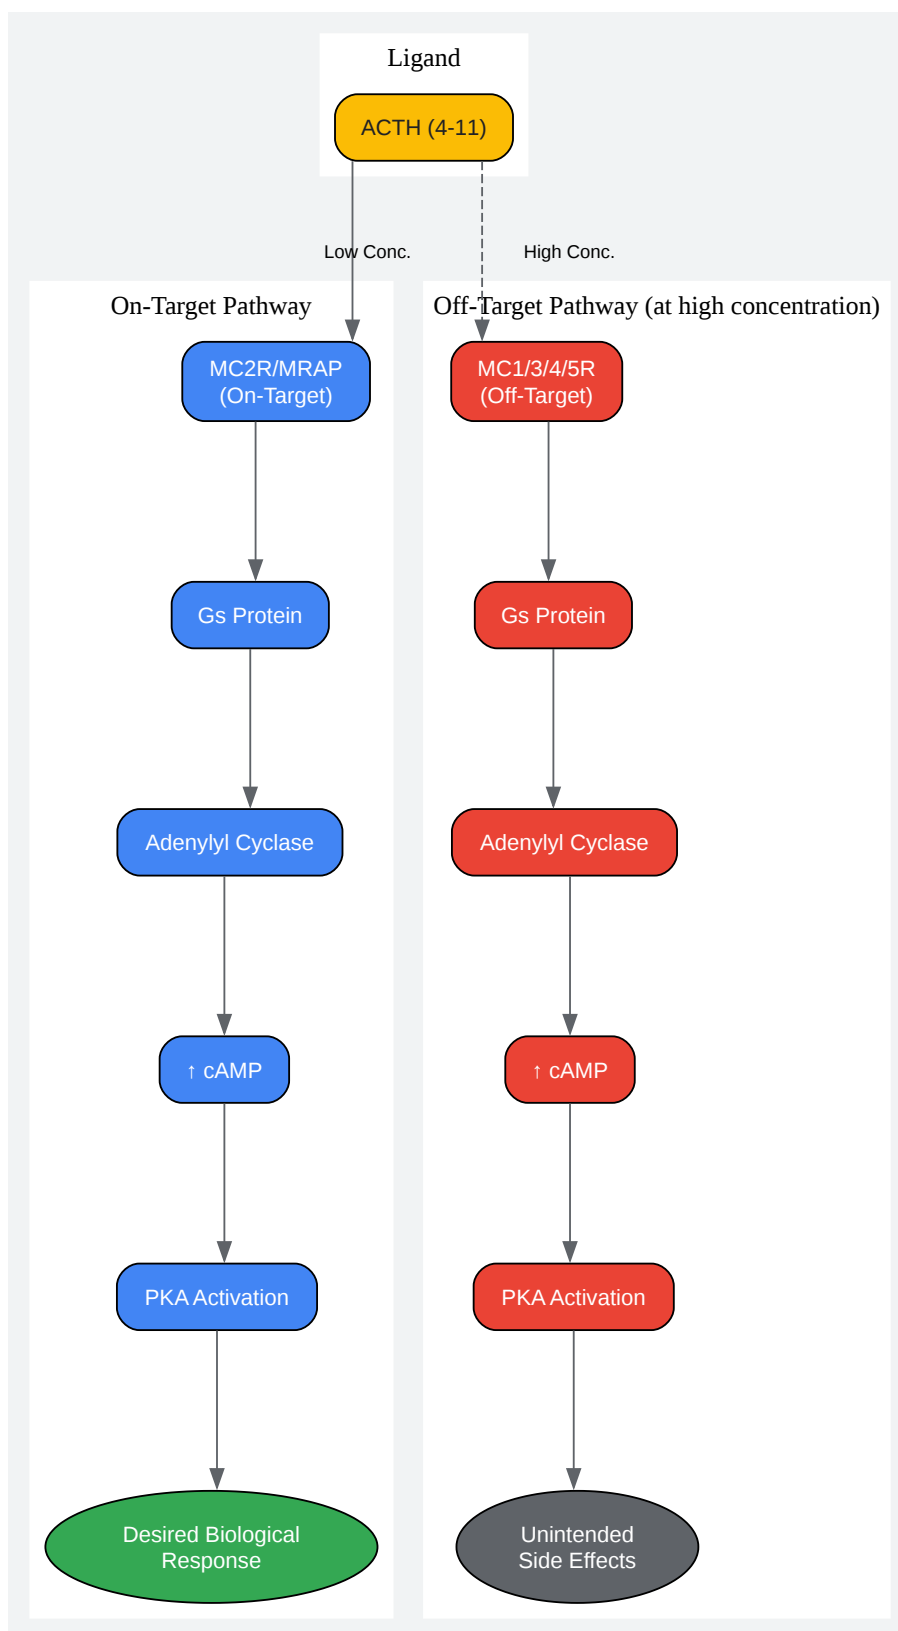 Ligand
ACTH (4-11)
Low Conc.
High Conc.
On-Target Pathway
MC2R/MRAP
(On-Target)
Gs Protein
Adenylyl Cyclase
↑ cAMP
PKA Activation
Desired Biological
Response
Off-Target Pathway (at high concentration)
MC1/3/4/5R
(Off-Target)
Gs Protein
Adenylyl Cyclase
↑ cAMP
PKA Activation
Unintended
Side Effects